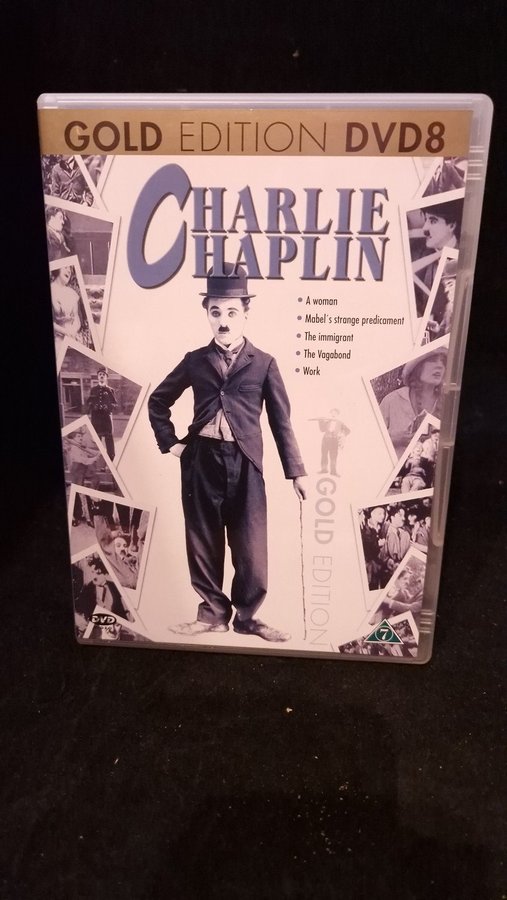 GOLD EDITION DVD8
CHARLIE
CHAPLIN
• A woman
• Mabel´s strange predicament
• The immigrant
• The Vagabond
• Work
GOLD EDITION
DVD
7